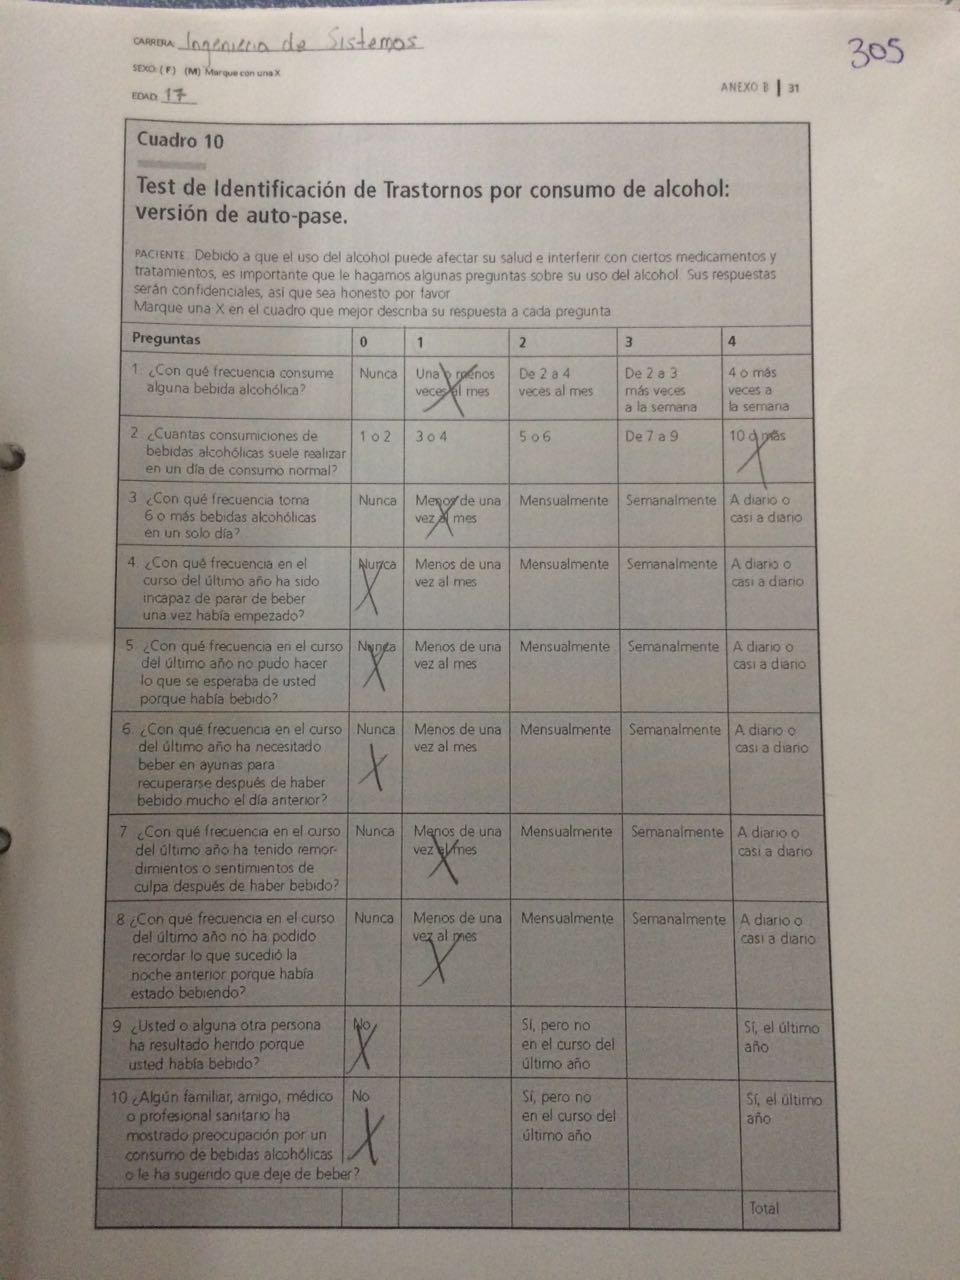 305
CARRERA: Ingenieria de Sistemas
SEXO: ( F ) (M) Marque con una X
EDAD: 17
ANEXO B | 31
Cuadro 10
Test de Identificación de Trastornos por consumo de alcohol:
versión de auto-pase.
PACIENTE: Debido a que el uso del alcohol puede afectar su salud e interferir con ciertos medicamentos y
tratamientos, es importante que le hagamos algunas preguntas sobre su uso del alcohol. Sus respuestas
serán confidenciales, así que sea honesto por favor
Marque una X en el cuadro que mejor describa su respuesta a cada pregunta
Preguntas 0 1 2 3 4
1. ¿Con qué frecuencia consume Nunca Una o menos De 2 a 4 De 2 a 3 4 o más
alguna bebida alcohólica? veces al mes veces al mes más veces veces a
a la semana la semana
2. ¿Cuantas consumiciones de 1 o 2 3 o 4 5 o 6 De 7 a 9 10 o más
bebidas alcohólicas suele realizar
en un día de consumo normal?
3. ¿Con qué frecuencia toma Nunca Menos de una Mensualmente Semanalmente A diario o
6 o más bebidas alcohólicas vez al mes casi a diario
en un solo día?
4. ¿Con qué frecuencia en el Nunca Menos de una Mensualmente Semanalmente A diario o
curso del último año ha sido vez al mes casi a diario
incapaz de parar de beber
una vez había empezado?
5. ¿Con qué frecuencia en el curso Nunca Menos de una Mensualmente Semanalmente A diario o
del último año no pudo hacer vez al mes casi a diario
lo que se esperaba de usted
porque había bebido?
6. ¿Con qué frecuencia en el curso Nunca Menos de una Mensualmente Semanalmente A diario o
del último año ha necesitado vez al mes casi a diario
beber en ayunas para
recuperarse después de haber
bebido mucho el día anterior?
7. ¿Con qué frecuencia en el curso Nunca Menos de una Mensualmente Semanalmente A diario o
del último año ha tenido remor- vez al mes casi a diario
dimientos o sentimientos de
culpa después de haber bebido?
8 ¿Con qué frecuencia en el curso Nunca Menos de una Mensualmente Semanalmente A diario o
del último año no ha podido vez al mes casi a diario
recordar lo que sucedió la
noche anterior porque había
estado bebiendo?
9. ¿Usted o alguna otra persona No Sí, pero no Sí, el último
ha resultado herido porque en el curso del año
usted había bebido? último año
10 ¿Algún familiar, amigo, médico No Sí, pero no Sí, el último
o profesional sanitario ha en el curso del año
mostrado preocupación por un último año
consumo de bebidas alcohólicas
o le ha sugerido que deje de beber?
Total